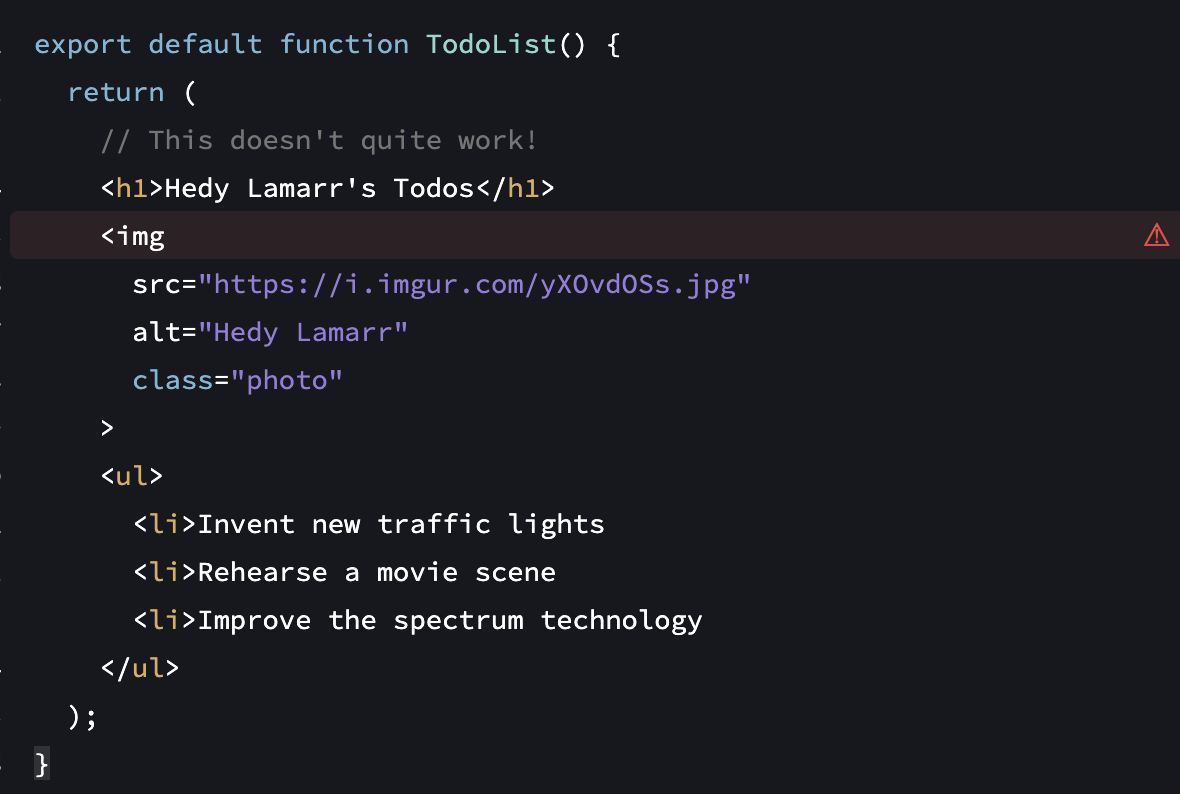 export default function TodoList() {
return (
// This doesn't quite work!
<h1>Hedy Lamarr's Todos</h1>
<img
src="https://i.imgur.com/yXOvdOSs.jpg"
alt="Hedy Lamarr"
class="photo"
>
<ul>
<li>Invent new traffic lights
<li>Rehearse a movie scene
<li>Improve the spectrum technology
</ul>
);
}